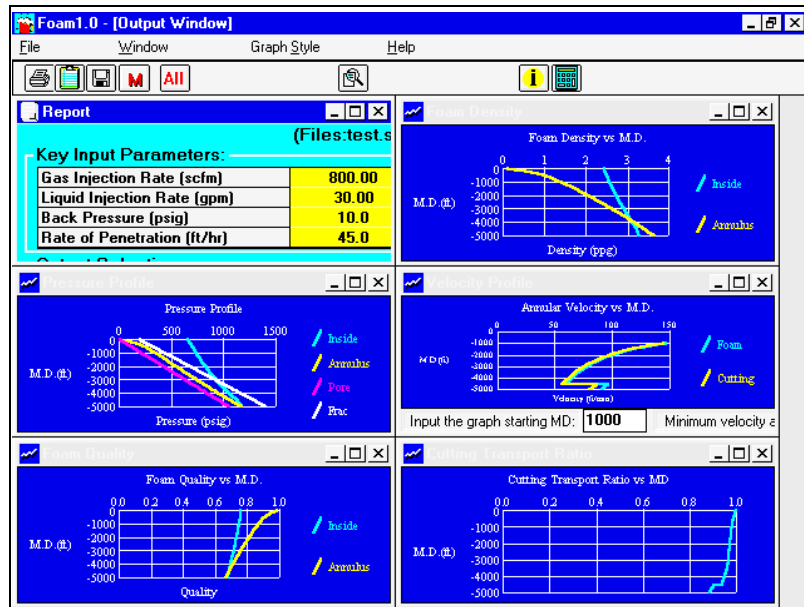 Foam1.0 - [Output Window]
File Window Graph Style Help
M All i
Report
(Files:test.s
Key Input Parameters:
Gas Injection Rate (scfm) 800.00
Liquid Injection Rate (gpm) 30.00
Back Pressure (psig) 10.0
Rate of Penetration (ft/hr) 45.0
Foam Density
Foam Density vs M.D.
0 1 2 3 4
0
-1000
-2000
-3000
-4000
-5000
M.D.(ft)
Density (ppg)
Inside
Annulus
Pressure Profile
Pressure Profile
0 500 1000 1500
0
-1000
-2000
-3000
-4000
-5000
M.D.(ft)
Pressure (psig)
Inside
Annulus
Pore
Frac
Velocity Profile
Annular Velocity vs M.D.
0 50 100 150
0
-1000
-2000
-3000
-4000
-5000
M.D(ft)
Velocity (ft/min)
Foam
Cutting
Input the graph starting MD: 1000 Minimum velocity a
Foam Quality
Foam Quality vs M.D.
0.0 0.2 0.4 0.6 0.8 1.0
0
-1000
-2000
-3000
-4000
-5000
M.D.(ft)
Quality
Inside
Annulus
Cutting Transport Ratio
Cutting Transport Ratio vs MD
0.0 0.2 0.4 0.6 0.8 1.0
0
-1000
-2000
-3000
-4000
-5000
M.D.(ft)